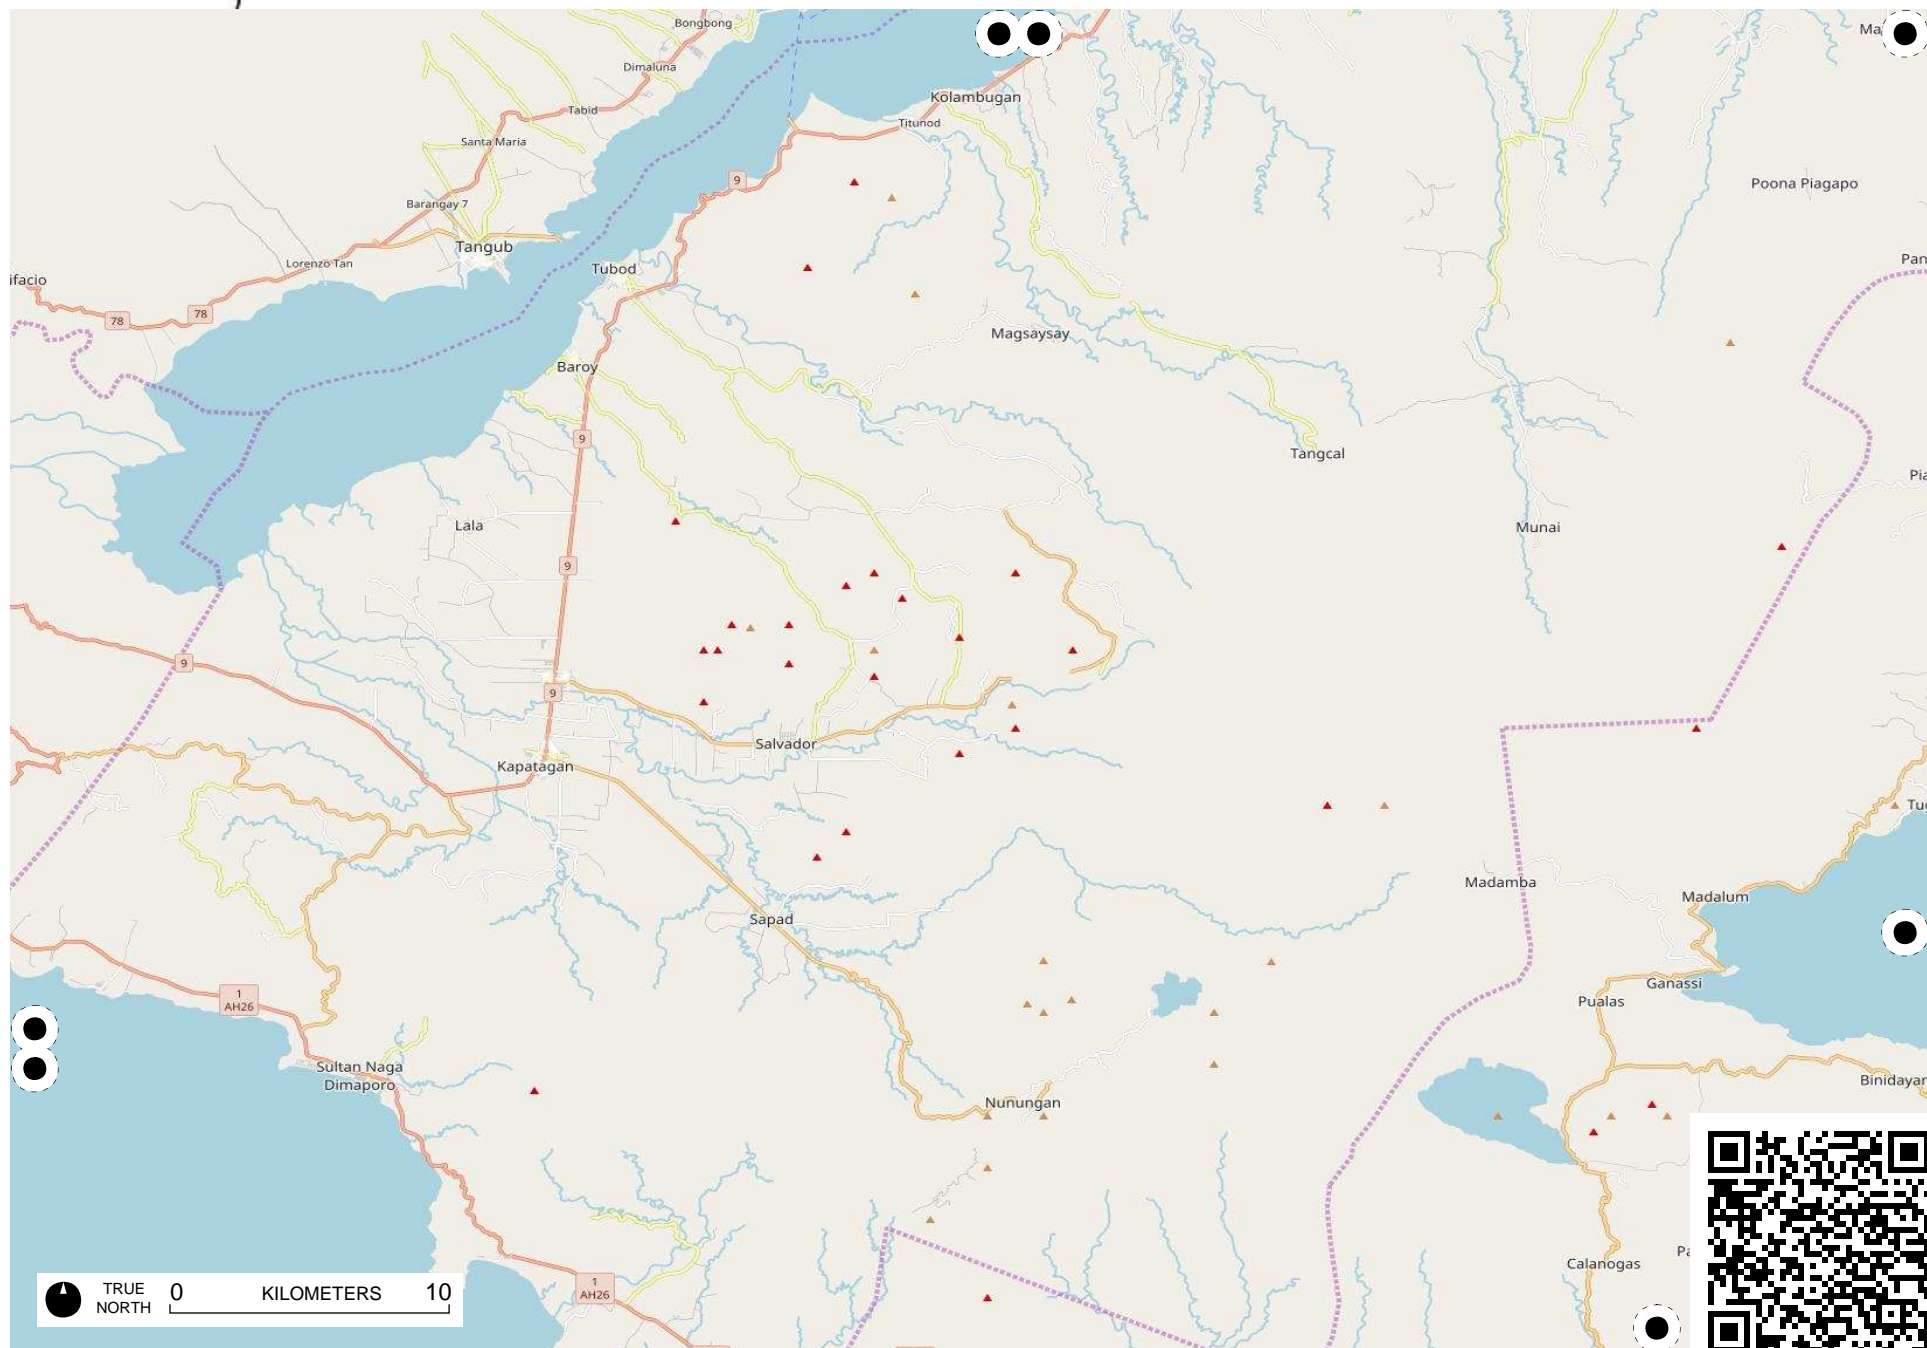 Bongbong
Ma
Dimaluna
Kolambugan
Tabid
Titunod
Santa Maria
9
Poona Piagapo
Barangay 7
Tangub
Pan
Lorenzo Tan
Tubod
ifacio
78
78
Magsaysay
Baroy
9
Tangcal
Pia
Lala
Munai
9
9
9
Salvador
Kapatagan
Tug
Madamba
Madalum
Sapad
Ganassi
1
AH26
Pualas
Sultan Naga
Dimaporo
Binidayan
Nunungan
Pa
Calanogas
1
AH26
TRUE
NORTH
0 KILOMETERS 10